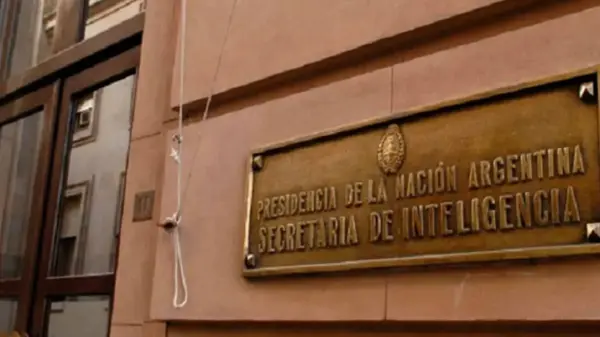 PRESIDENCIA DE LA NACIÓN ARGENTINA
SECRETARIA DE INTELIGENCIA